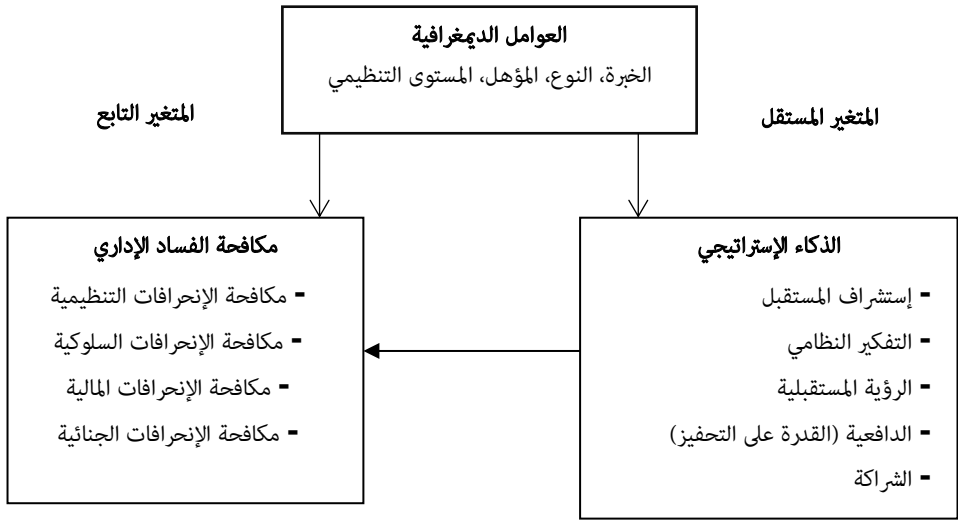 العوامل الديمغرافية
الخبرة، النوع، المؤهل، المستوى التنظيمي
المتغير المستقل
المتغير التابع
الذكاء الإستراتيجي
- إستشراف المستقبل
- التفكير النظامي
- الرؤية المستقبلية
- الدافعية (القدرة على التحفيز)
- الشراكة
مكافحة الفساد الإداري
- مكافحة الإنحرافات التنظيمية
- مكافحة الإنحرافات السلوكية
- مكافحة الإنحرافات المالية
- مكافحة الإنحرافات الجنائية